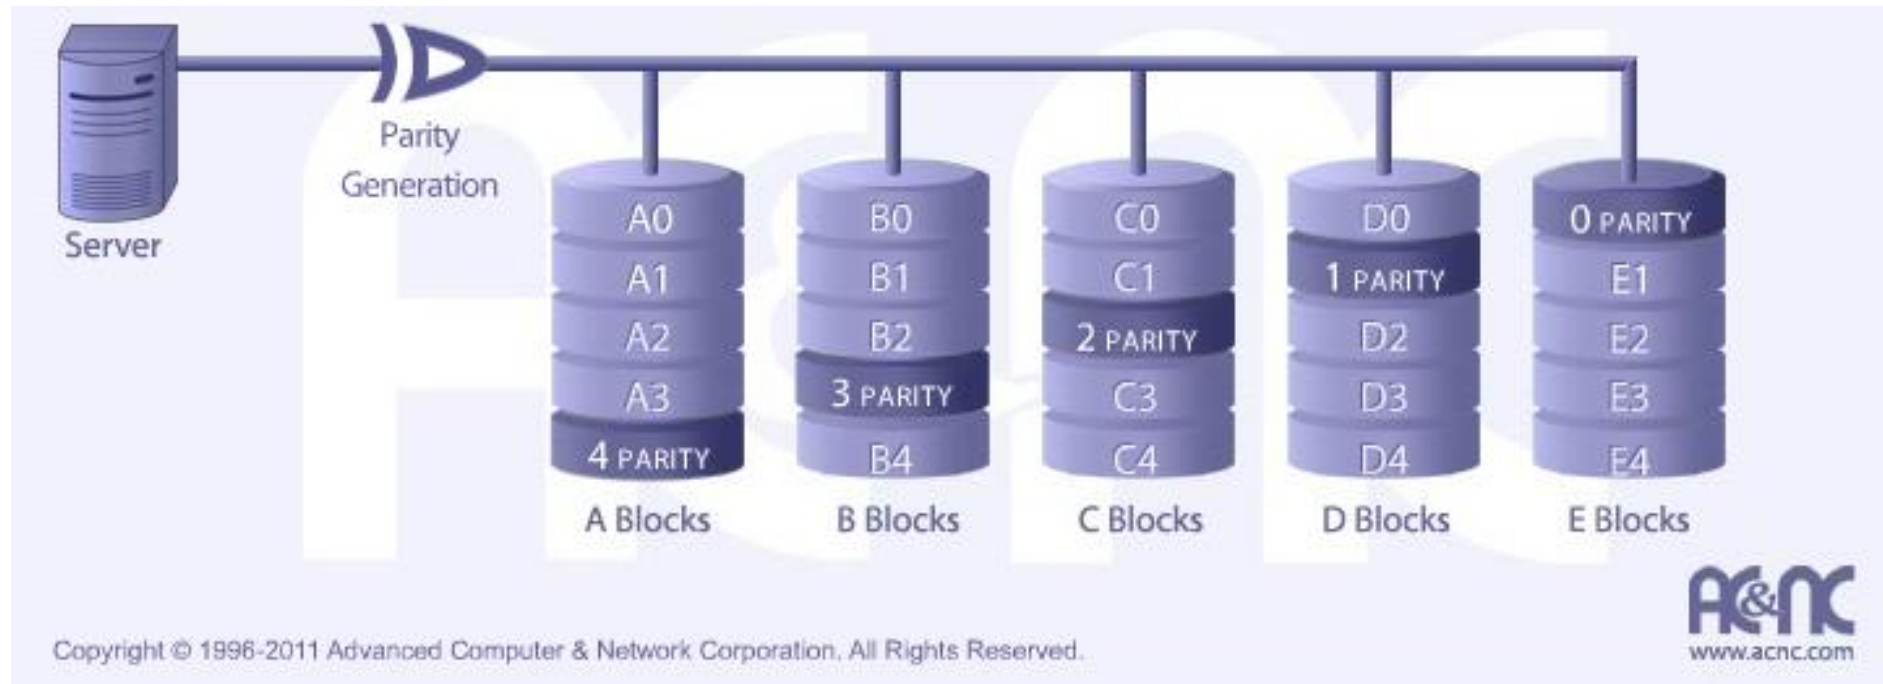 Server
Parity
Generation
A0
A1
A2
A3
4 PARITY
A Blocks
B0
B1
B2
3 PARITY
B4
B Blocks
C0
C1
2 PARITY
C3
C4
C Blocks
D0
1 PARITY
D2
D3
D4
D Blocks
0 PARITY
E1
E2
E3
E4
E Blocks
AC&NC
www.acnc.com
Copyright © 1996-2011 Advanced Computer & Network Corporation. All Rights Reserved.